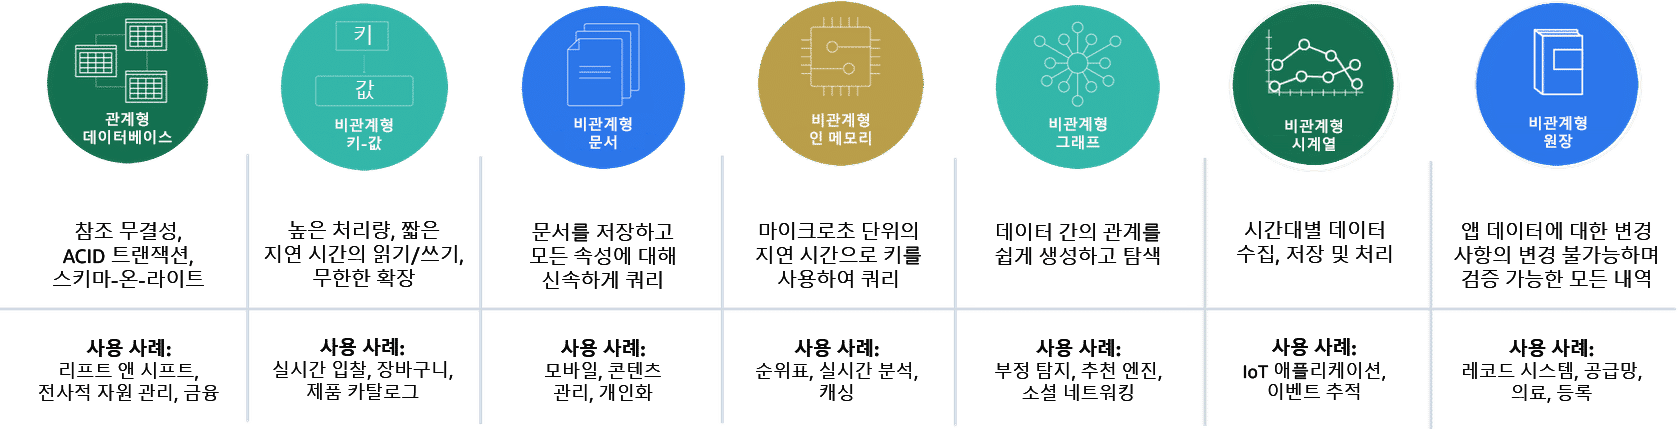 관계형
데이터베이스
참조 무결성,
ACID 트랜잭션,
스키마-온-라이트
사용 사례:
리프트 앤 시프트,
전사적 자원 관리, 금융
키
값
비관계형
키-값
높은 처리량, 짧은
지연 시간의 읽기/쓰기,
무한한 확장
사용 사례:
실시간 입찰, 장바구니,
제품 카탈로그
비관계형
문서
문서를 저장하고
모든 속성에 대해
신속하게 쿼리
사용 사례:
모바일, 콘텐츠
관리, 개인화
비관계형
인 메모리
마이크로초 단위의
지연 시간으로 키를
사용하여 쿼리
사용 사례:
순위표, 실시간 분석,
캐싱
비관계형
그래프
데이터 간의 관계를
쉽게 생성하고 탐색
사용 사례:
부정 탐지, 추천 엔진,
소셜 네트워킹
비관계형
시계열
시간대별 데이터
수집, 저장 및 처리
사용 사례:
IoT 애플리케이션,
이벤트 추적
비관계형
원장
앱 데이터에 대한 변경
사항의 변경 불가능하며
검증 가능한 모든 내역
사용 사례:
레코드 시스템, 공급망,
의료, 등록